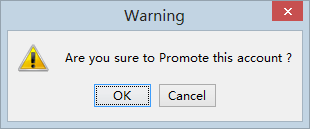 Warning
Are you sure to Promote this account ?
OK
Cancel